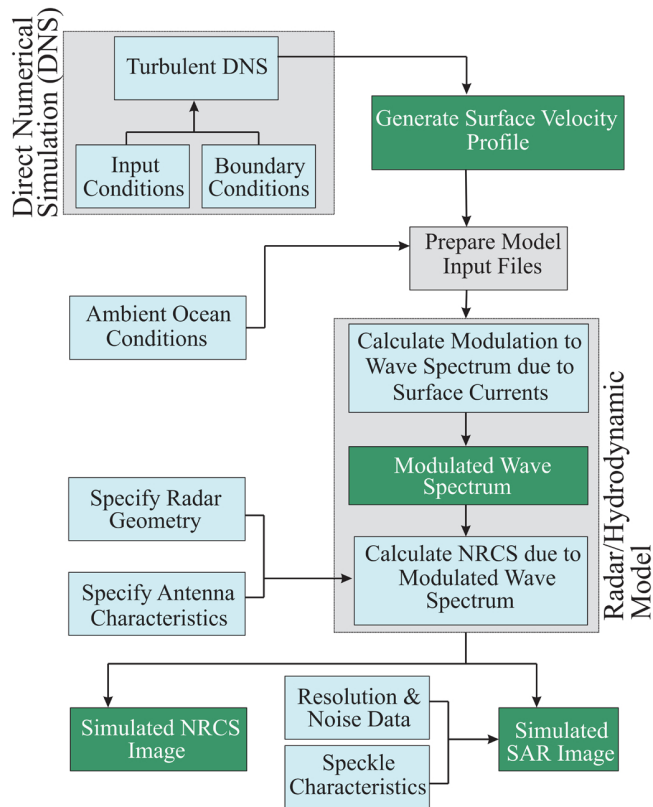 Direct Numerical
Simulation (DNS)
Turbulent DNS
Input
Conditions
Boundary
Conditions
Generate Surface Velocity
Profile
Prepare Model
Input Files
Ambient Ocean
Conditions
Calculate Modulation to
Wave Spectrum due to
Surface Currents
Modulated Wave
Spectrum
Specify Radar
Geometry
Specify Antenna
Characteristics
Calculate NRCS due to
Modulated Wave
Spectrum
Radar/Hydrodynamic
Model
Simulated NRCS
Image
Resolution &
Noise Data
Speckle
Characteristics
Simulated
SAR Image